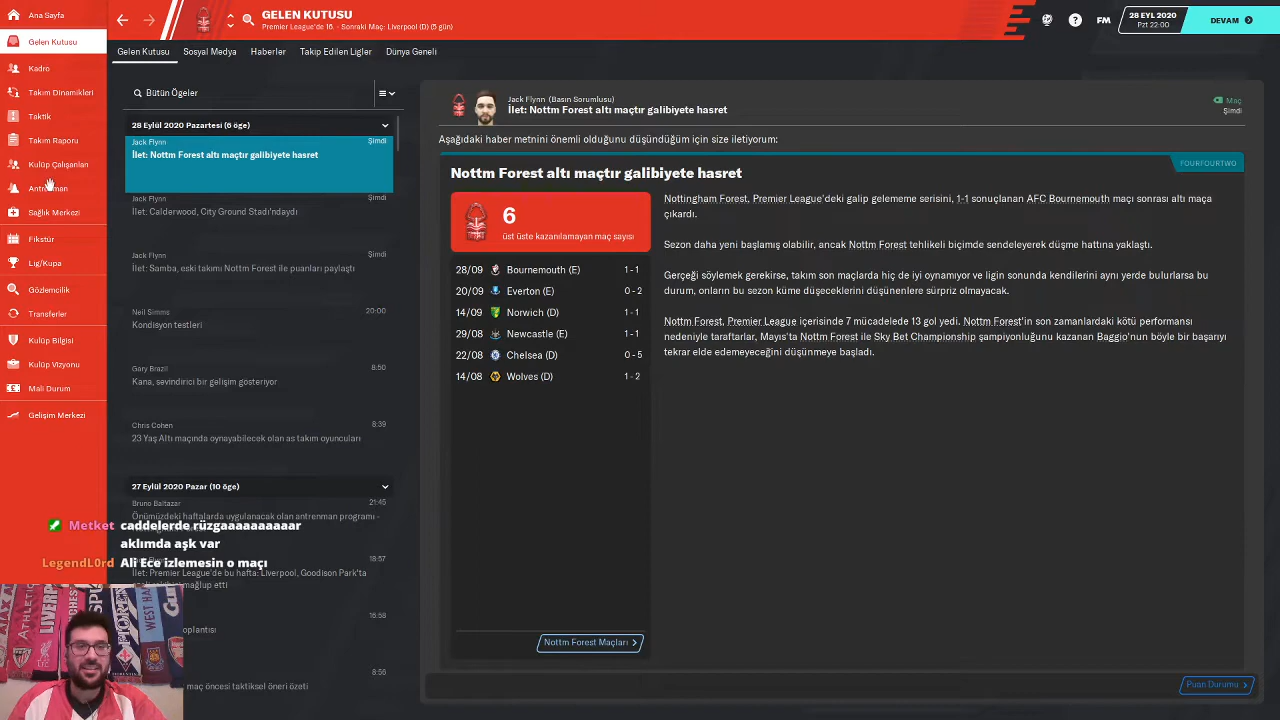 Ana Sayfa
Gelen Kutusu
Kadro
Takım Dinamikleri
Taktik
Takım Raporu
Kulüp Çalışanları
Antrenman
Sağlık Merkezi
Fikstür
Lig/Kupa
Gözlemcilik
Transferler
Kulüp Bilgisi
Kulüp Vizyonu
Mali Durum
Gelişim Merkezi
GELEN KUTUSU
Premier League'de 16. - Sonraki Maç: Liverpool (D) (5 gün)
FM
28 EYL 2020
Pzt 22:00
DEVAM
Gelen Kutusu Sosyal Medya Haberler Takip Edilen Ligler Dünya Geneli
Bütün Ögeler
28 Eylül 2020 Pazartesi (6 öge)
Jack Flynn Şimdi
İlet: Nottm Forest altı maçtır galibiyete hasret
Jack Flynn Şimdi
İlet: Calderwood, City Ground Stadı'ndaydı
Jack Flynn Şimdi
İlet: Samba, eski takımı Nottm Forest ile puanları paylaştı
Neil Simms 20:00
Kondisyon testleri
Gary Brazil 8:50
Kana, sevindirici bir gelişim gösteriyor
Chris Cohen 8:39
23 Yaş Altı maçında oynayabilecek olan as takım oyuncuları
27 Eylül 2020 Pazar (10 öge)
Bruno Baltazar 21:45
Önümüzdeki haftalarda uygulanacak olan antrenman programı -
18:57
İlet: Premier League'de bu hafta: Liverpool, Goodison Park'ta
mağlup etti
16:58
toplantısı
8:56
maç öncesi taktiksel öneri özeti
Metket caddelerde rüzgaaaaaaaaaar
aklımda aşk var
LegendL0rd Ali Ece izlemesin o maçı
Jack Flynn (Basın Sorumlusu)
İlet: Nottm Forest altı maçtır galibiyete hasret
Maç
Şimdi
Aşağıdaki haber metnini önemli olduğunu düşündüğüm için size iletiyorum:
FOURFOURTWO
Nottm Forest altı maçtır galibiyete hasret
6
üst üste kazanılamayan maç sayısı
28/09 Bournemouth (E) 1 - 1
20/09 Everton (E) 0 - 2
14/09 Norwich (D) 1 - 1
29/08 Newcastle (E) 1 - 1
22/08 Chelsea (D) 0 - 5
14/08 Wolves (D) 1 - 2
Nottm Forest Maçları
Nottingham Forest, Premier League'deki galip gelememe serisini, 1-1 sonuçlanan AFC Bournemouth maçı sonrası altı maça
çıkardı.
Sezon daha yeni başlamış olabilir, ancak Nottm Forest tehlikeli biçimde sendeleyerek düşme hattına yaklaştı.
Gerçeği söylemek gerekirse, takım son maçlarda hiç de iyi oynamıyor ve ligin sonunda kendilerini aynı yerde bulurlarsa bu
durum, onların bu sezon küme düşeceklerini düşünenlere sürpriz olmayacak.
Nottm Forest, Premier League içerisinde 7 mücadelede 13 gol yedi. Nottm Forest'in son zamanlardaki kötü performansı
nedeniyle taraftarlar, Mayıs'ta Nottm Forest ile Sky Bet Championship şampiyonluğunu kazanan Baggio'nun böyle bir başarıyı
tekrar elde edemeyeceğini düşünmeye başladı.
Puan Durumu